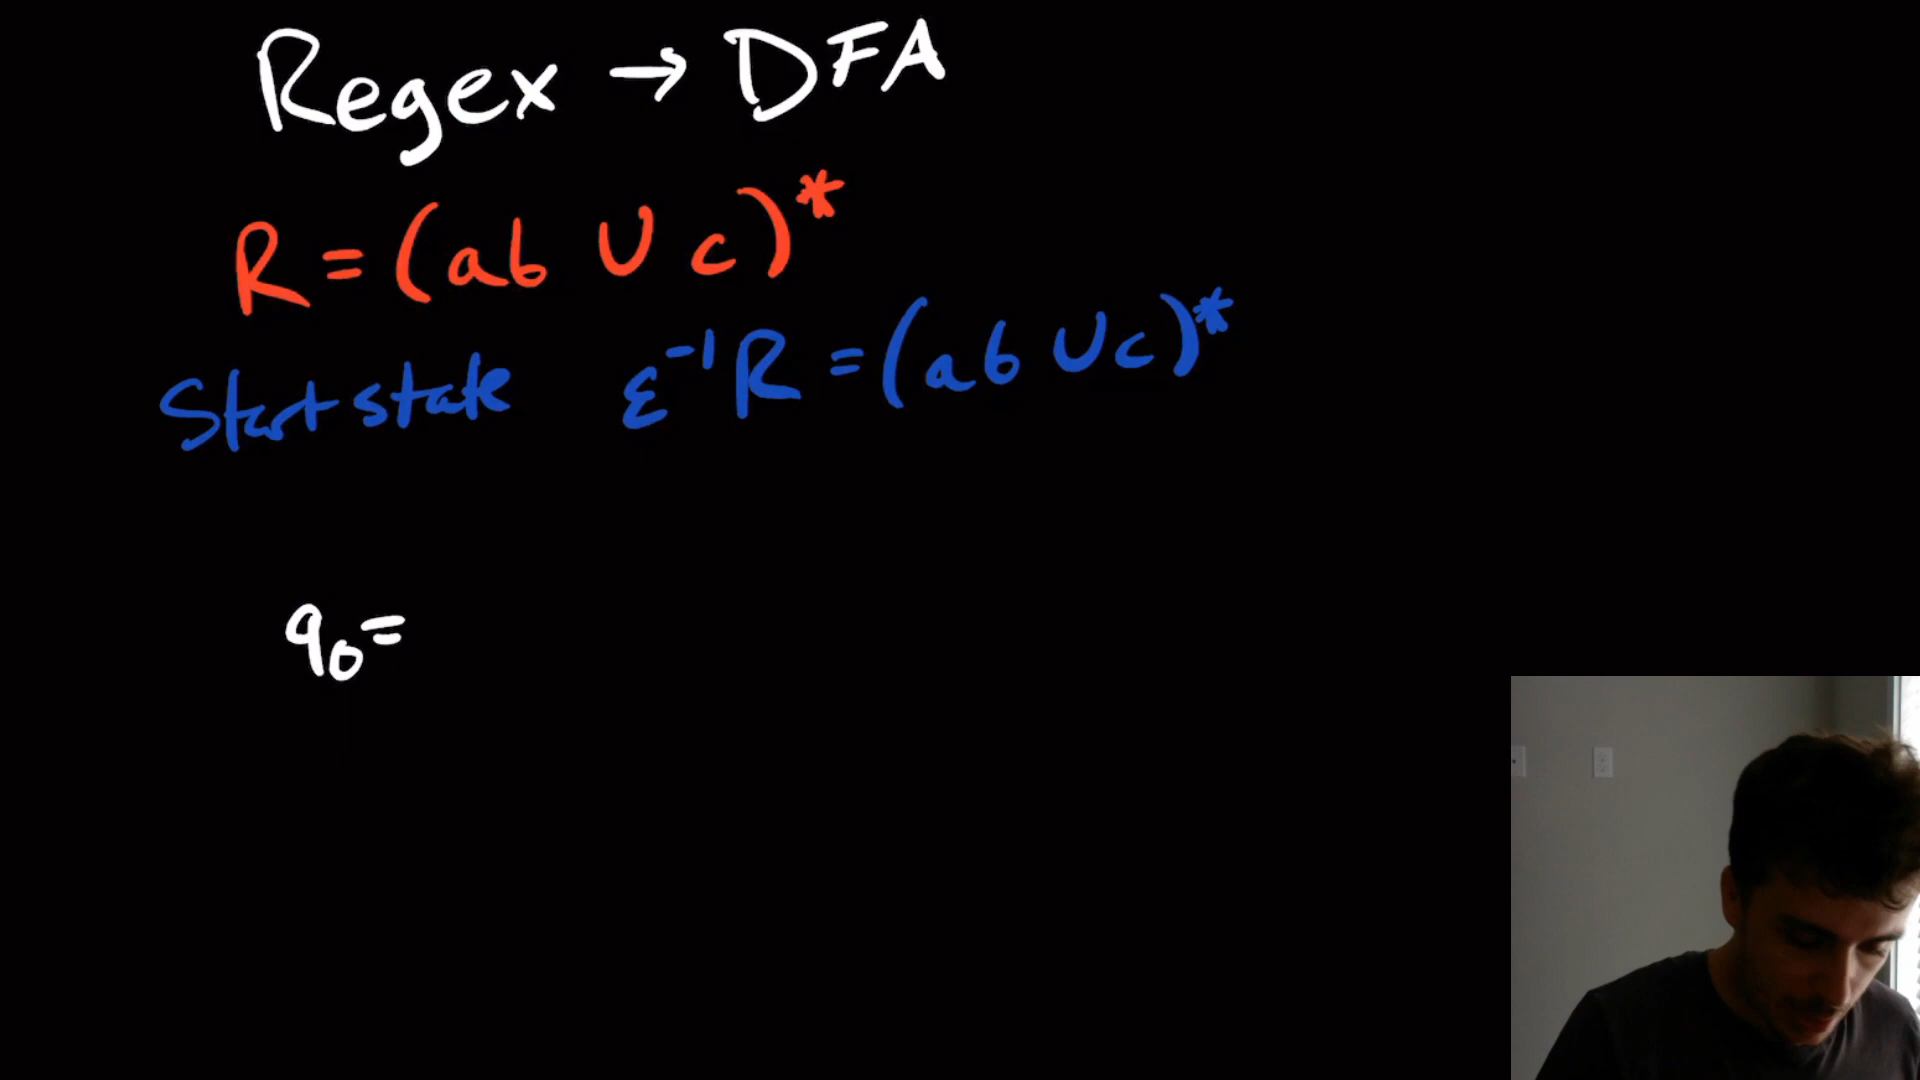 Regex → DFA
R = (ab ∪ c)*
Start state ε⁻¹R = (ab ∪ c)*
q₀ =